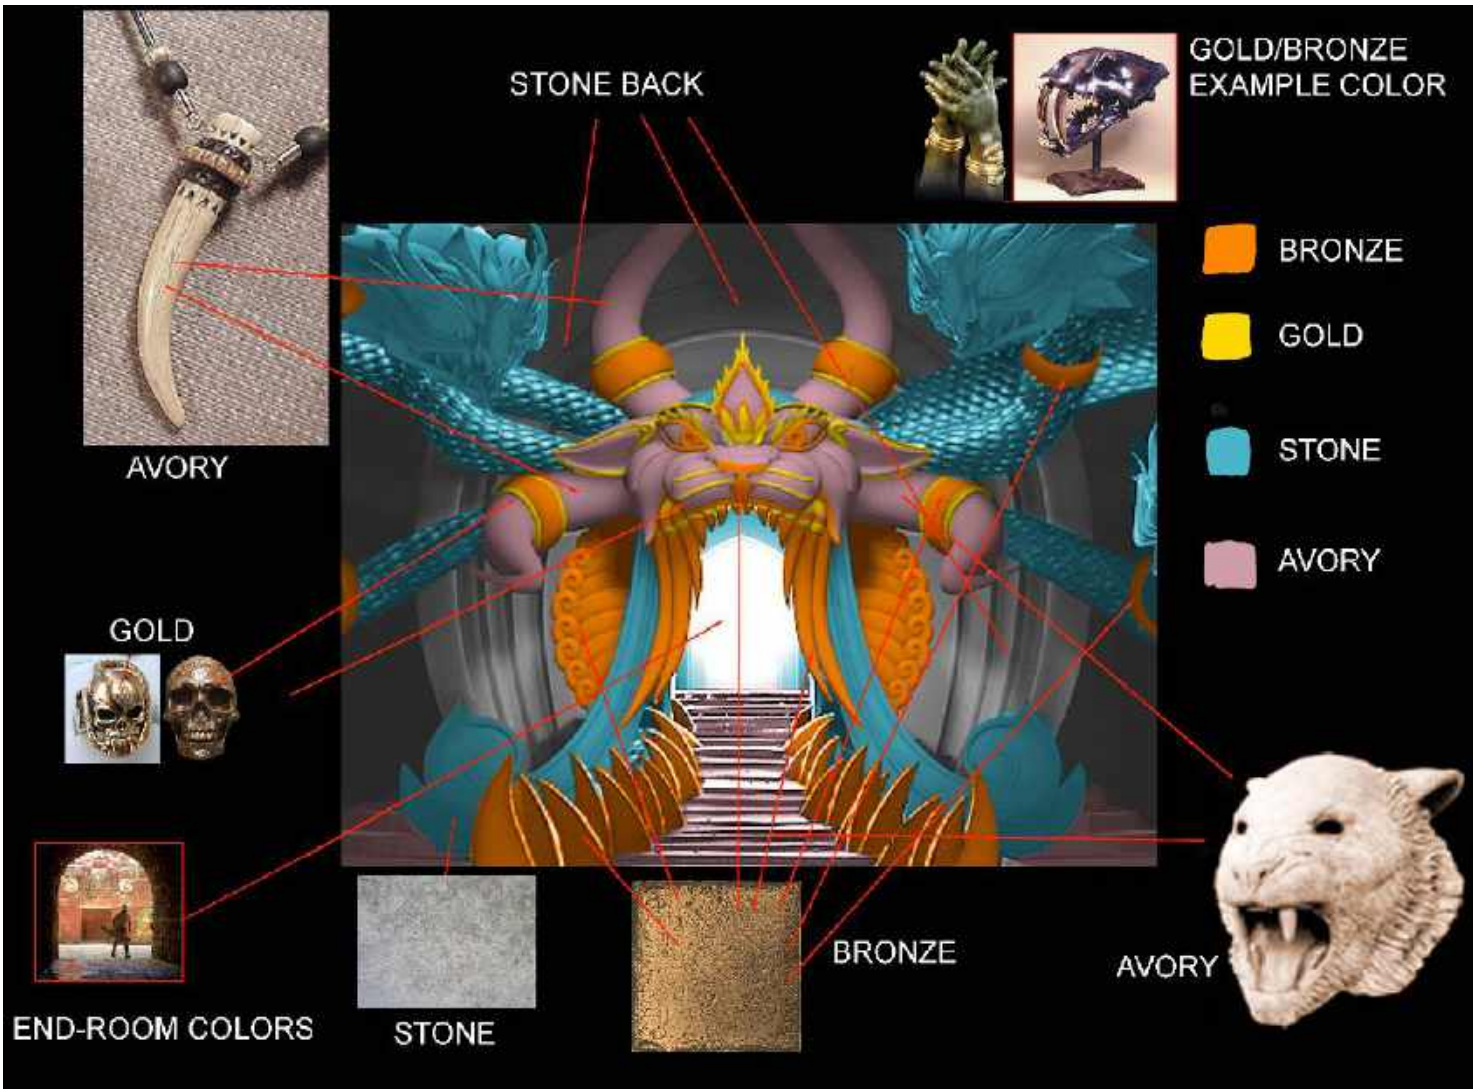 STONE BACK
GOLD/BRONZE
EXAMPLE COLOR
BRONZE
GOLD
STONE
AVORY
AVORY
GOLD
END-ROOM COLORS
STONE
BRONZE
AVORY